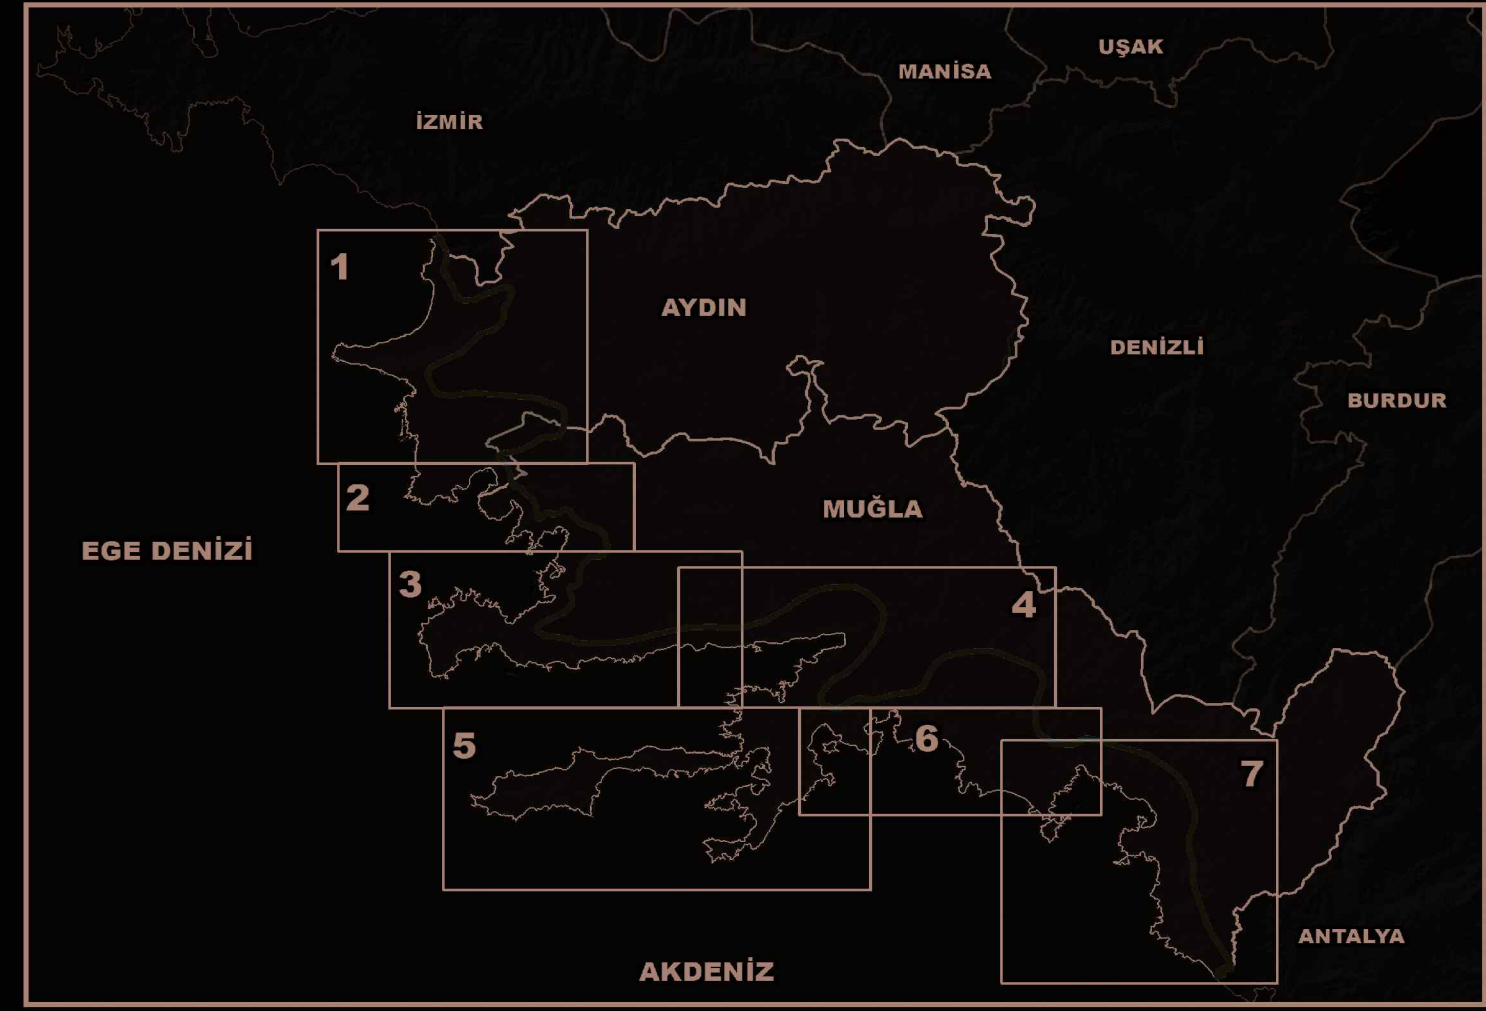 UŞAK
MANİSA
İZMİR
1
AYDIN
DENİZLİ
BURDUR
2
MUĞLA
EGE DENİZİ
3
4
5
6
7
ANTALYA
AKDENİZ